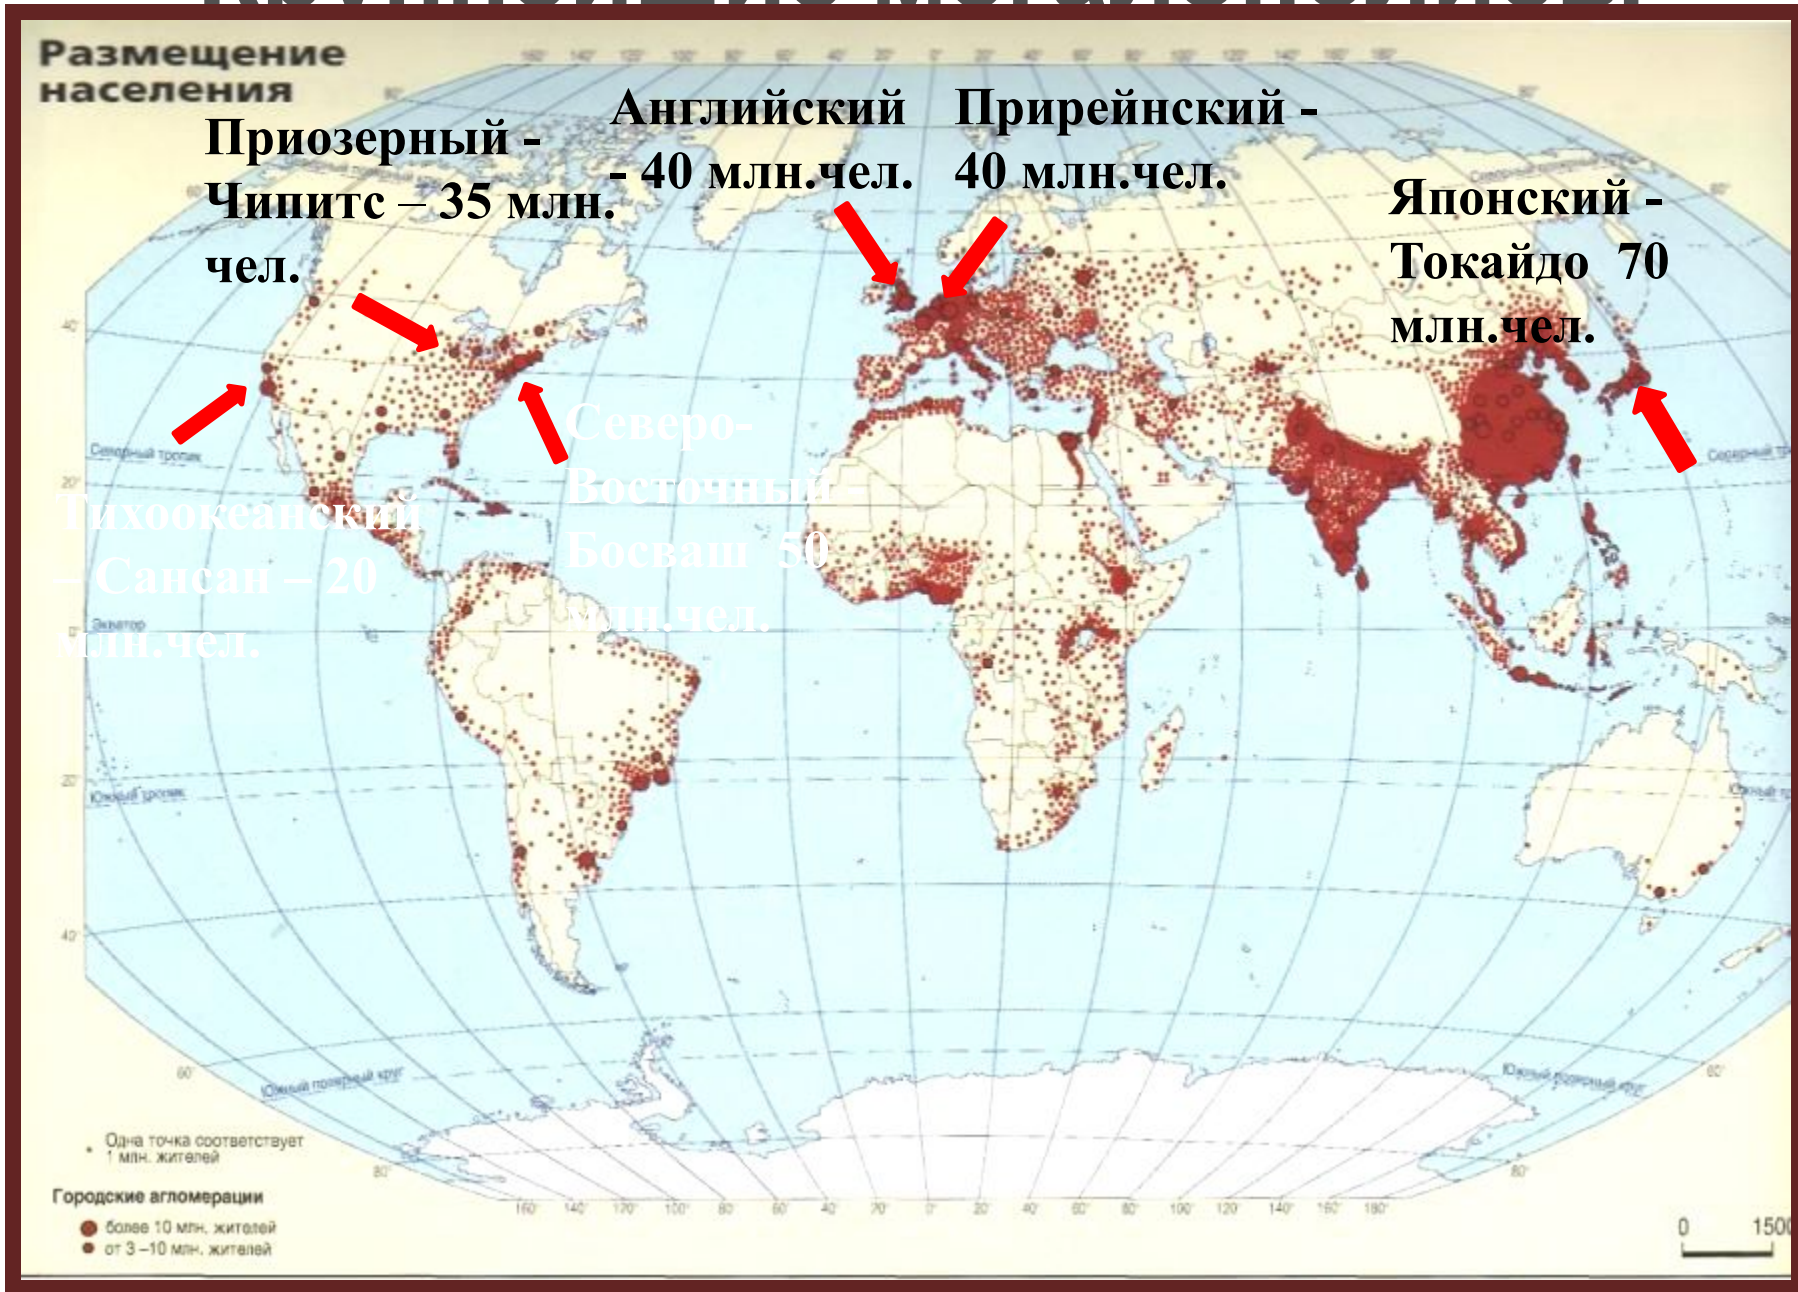 Размещение
населения
Приозерный -
Чипитс – 35 млн.
чел.
Английский
- 40 млн.чел.
Прирейнский -
40 млн.чел.
Японский -
Токайдо 70
млн.чел.
Северо-
Восточный –
Босваш 50
млн.чел.
Тихоокеанский
– Сансан – 20
млн.чел.
Северный тропик
Экватор
Южный тропик
Южный полярный круг
Южный полярный круг
Одна точка соответствует
1 млн. жителей
Городские агломерации
более 10 млн. жителей
от 3 –10 млн. жителей
0 1500